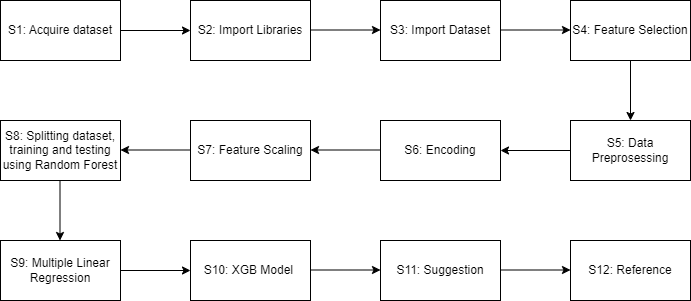 S1: Acquire dataset
S2: Import Libraries
S3: Import Dataset
S4: Feature Selection
S5: Data
Preprosessing
S6: Encoding
S7: Feature Scaling
S8: Splitting dataset,
training and testing
using Random Forest
S9: Multiple Linear
Regression
S10: XGB Model
S11: Suggestion
S12: Reference